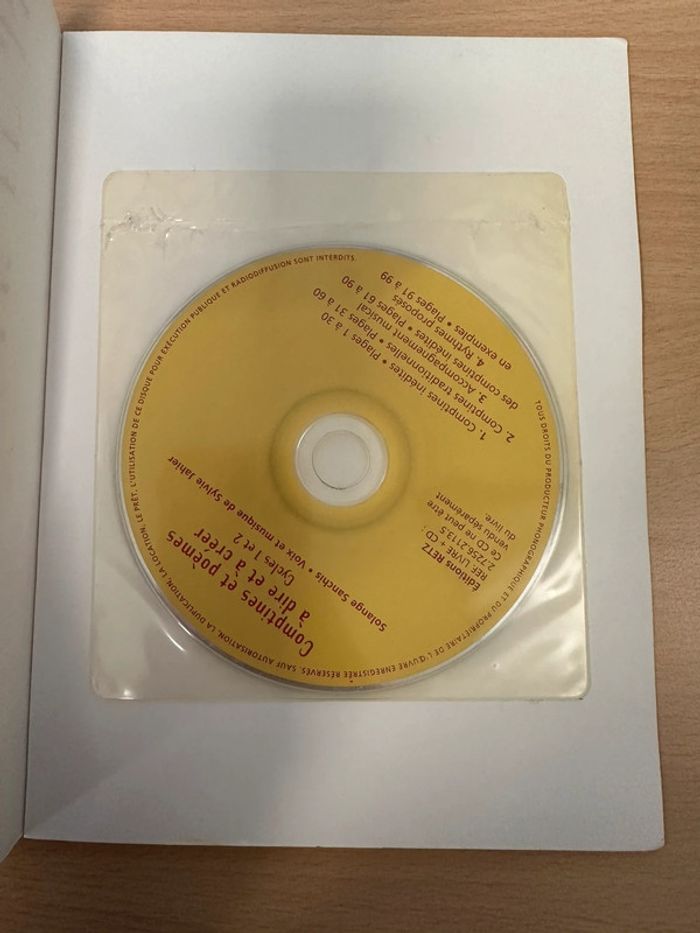 Comptines et poèmes
à dire et à créer
Cycles 1 et 2
Solange Sanchis • Voix et musique de Sylvie Jahier
Éditions RETZ
REF. LIVRE + CD :
2.7256.2113.5
Ce CD ne peut être
vendu séparément
du livre.
1. Comptines inédites • Plages 1 à 30
2. Comptines traditionnelles • Plages 31 à 60
3. Accompagnement musical
des comptines inédites • Plages 61 à 90
4. Rythmes proposés
en exemples • Plages 91 à 99
TOUS DROITS DU PRODUCTEUR PHONOGRAPHIQUE ET DU PROPRIÉTAIRE DE L'ŒUVRE ENREGISTRÉE RÉSERVÉS. SAUF AUTORISATION, LA DUPLICATION, LA LOCATION, LE PRÊT, L'UTILISATION DE CE DISQUE POUR EXÉCUTION PUBLIQUE ET RADIODIFFUSION SONT INTERDITS.